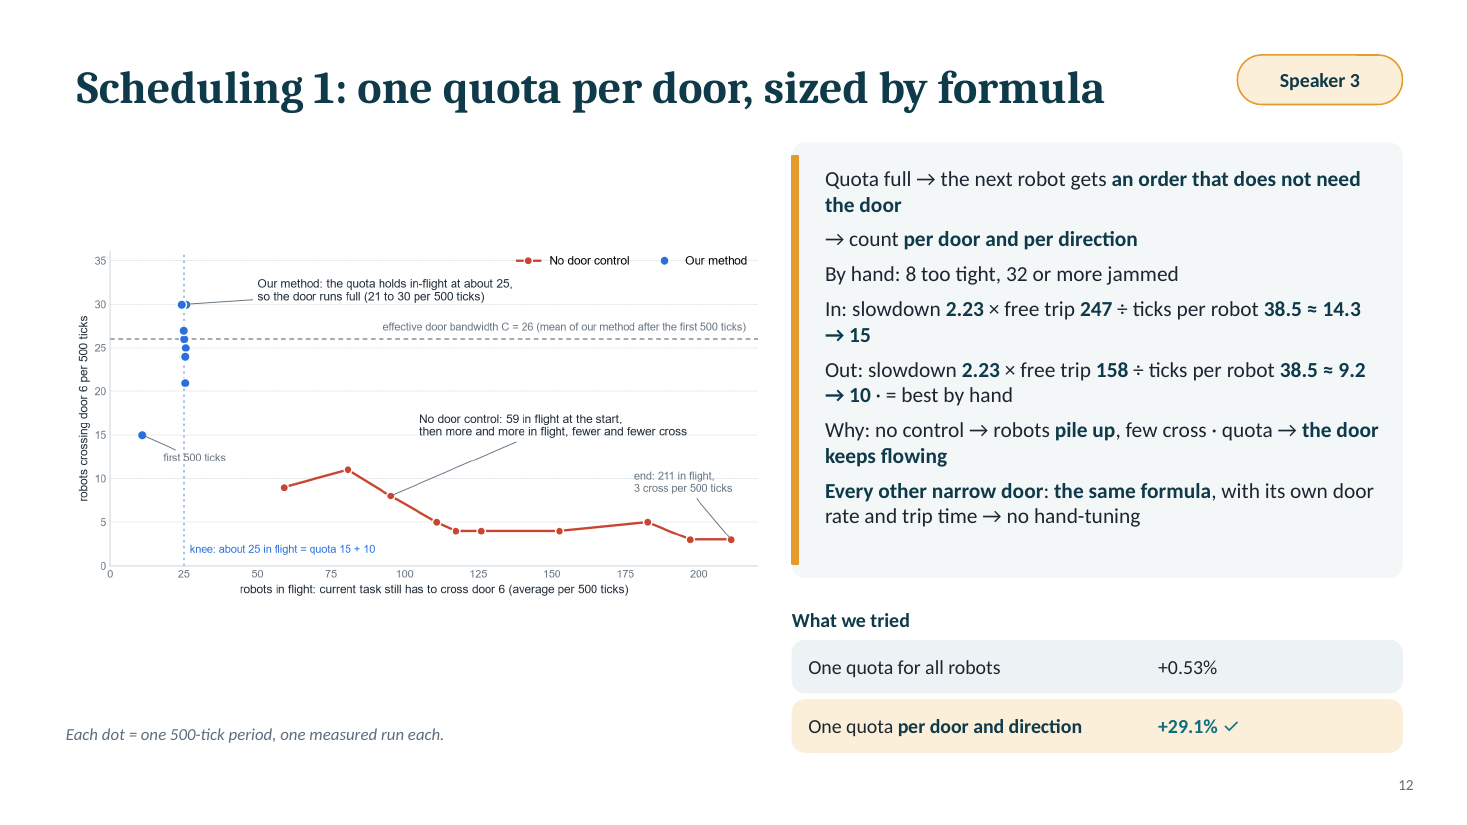 Scheduling 1: one quota per door, sized by formula
Speaker 3
35
30
25
20
15
10
5
0
0
25
50
75
100
125
150
175
200
robots crossing door 6 per 500 ticks
robots in flight: current task still has to cross door 6 (average per 500 ticks)
No door control
Our method
Our method: the quota holds in-flight at about 25,
so the door runs full (21 to 30 per 500 ticks)
effective door bandwidth C = 26 (mean of our method after the first 500 ticks)
No door control: 59 in flight at the start,
then more and more in flight, fewer and fewer cross
first 500 ticks
end: 211 in flight,
3 cross per 500 ticks
knee: about 25 in flight = quota 15 + 10
Each dot = one 500-tick period, one measured run each.
Quota full → the next robot gets an order that does not need
the door
→ count per door and per direction
By hand: 8 too tight, 32 or more jammed
In: slowdown 2.23 × free trip 247 ÷ ticks per robot 38.5 ≈ 14.3
→ 15
Out: slowdown 2.23 × free trip 158 ÷ ticks per robot 38.5 ≈ 9.2
→ 10 · = best by hand
Why: no control → robots pile up, few cross · quota → the door
keeps flowing
Every other narrow door: the same formula, with its own door
rate and trip time → no hand-tuning
What we tried
One quota for all robots +0.53%
One quota per door and direction +29.1% ✓
12